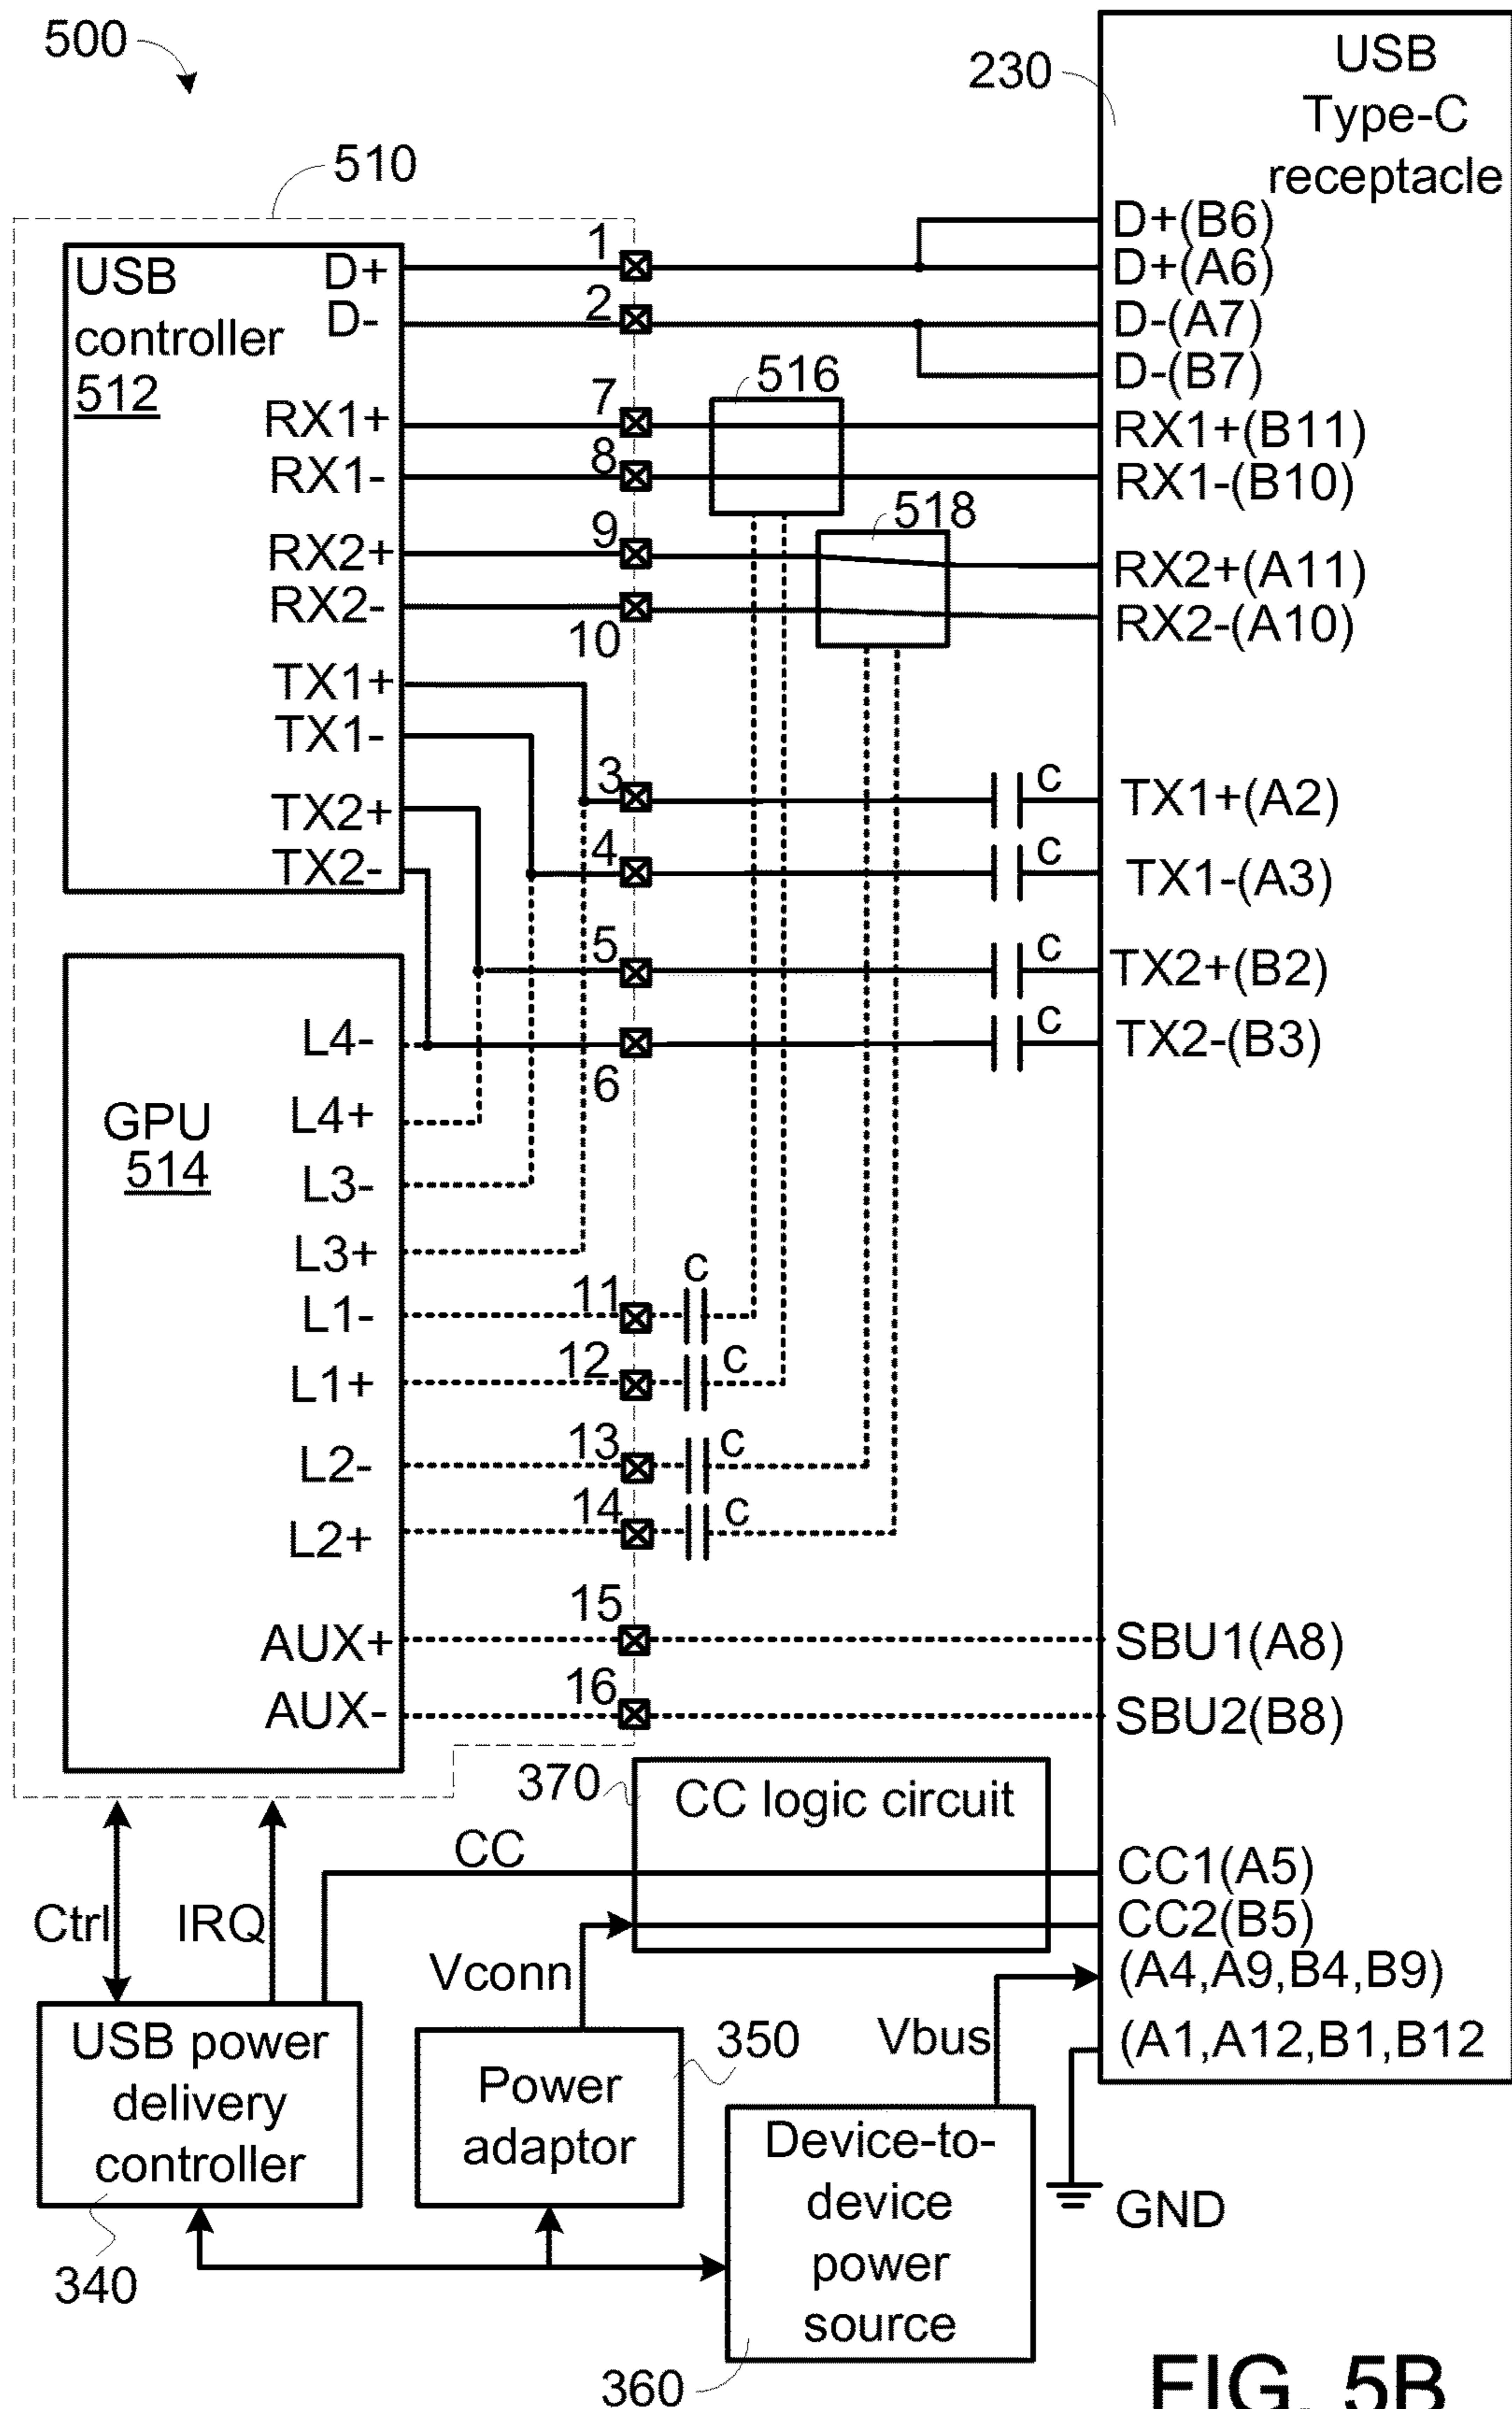 500
230
USB
Type-C
receptacle
510
USB
controller
512
D+
D-
RX1+
RX1-
RX2+
RX2-
TX1+
TX1-
TX2+
TX2-
1
2
7
8
9
10
3
4
5
6
516
518
D+(B6)
D+(A6)
D-(A7)
D-(B7)
RX1+(B11)
RX1-(B10)
RX2+(A11)
RX2-(A10)
c
TX1+(A2)
c
TX1-(A3)
c
TX2+(B2)
c
TX2-(B3)
GPU
514
L4-
L4+
L3-
L3+
L1-
L1+
L2-
L2+
AUX+
AUX-
11
c
12
c
13
c
14
c
15
16
SBU1(A8)
SBU2(B8)
370
CC logic circuit
CC
CC1(A5)
CC2(B5)
(A4,A9,B4,B9)
(A1,A12,B1,B12
Ctrl
IRQ
Vconn
Vbus
USB power
delivery
controller
340
Power
adaptor
350
Device-to-
device
power
source
360
GND
FIG. 5B